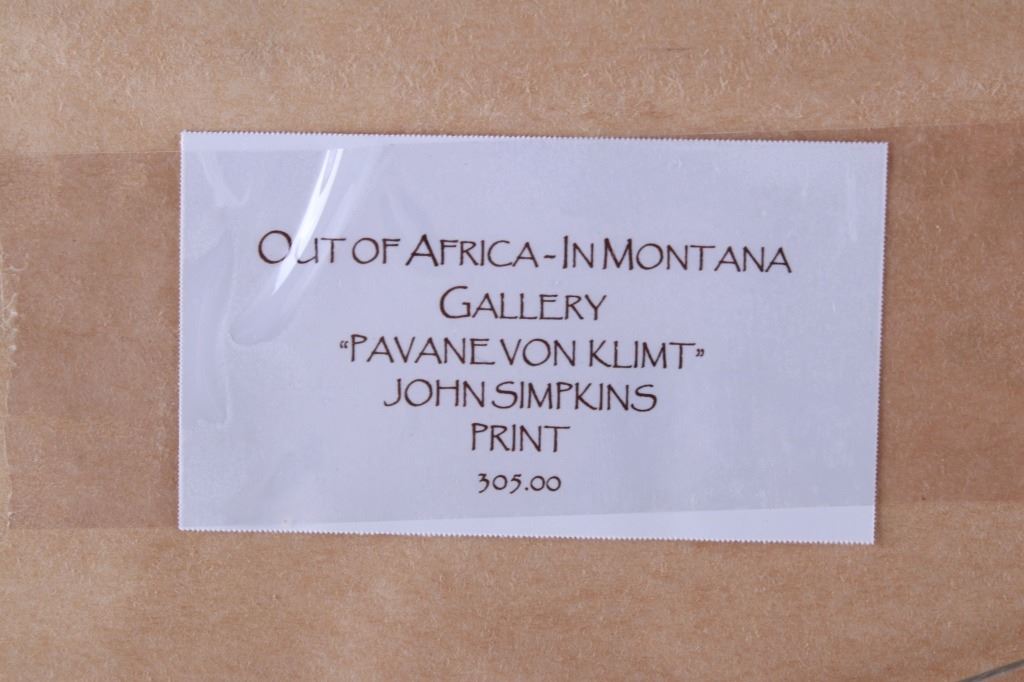 OUT OF AFRICA - IN MONTANA
GALLERY
"PAVANE VON KLIMT"
JOHN SIMPKINS
PRINT
305.00